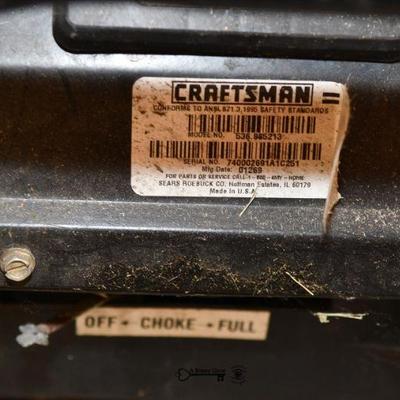 CRAFTSMAN
CONFORMS TO ANSI B71.3,1995 SAFETY STANDARDS
MODEL NO. 536.885213
SERIAL NO. 740002691A1C251
Mfg Date: 01269
FOR PARTS OR SERVICE CALL 1 - 800 - 4MY - HOME
SEARS ROEBUCK CO. Hoffman Estates, IL 60179
Made In U.S.A.
OFF CHOKE FULL